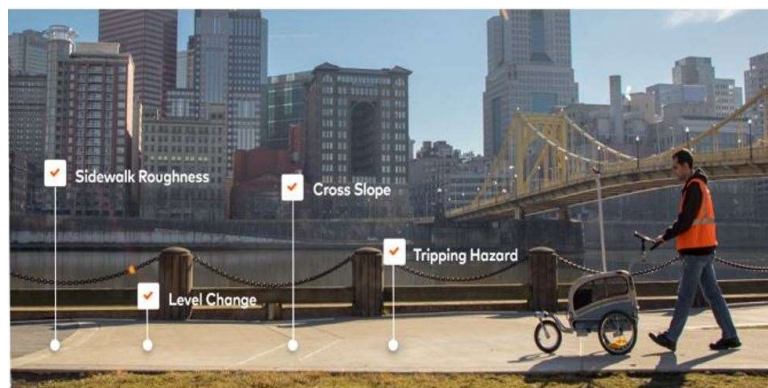 Sidewalk Roughness
Cross Slope
Tripping Hazard
Level Change